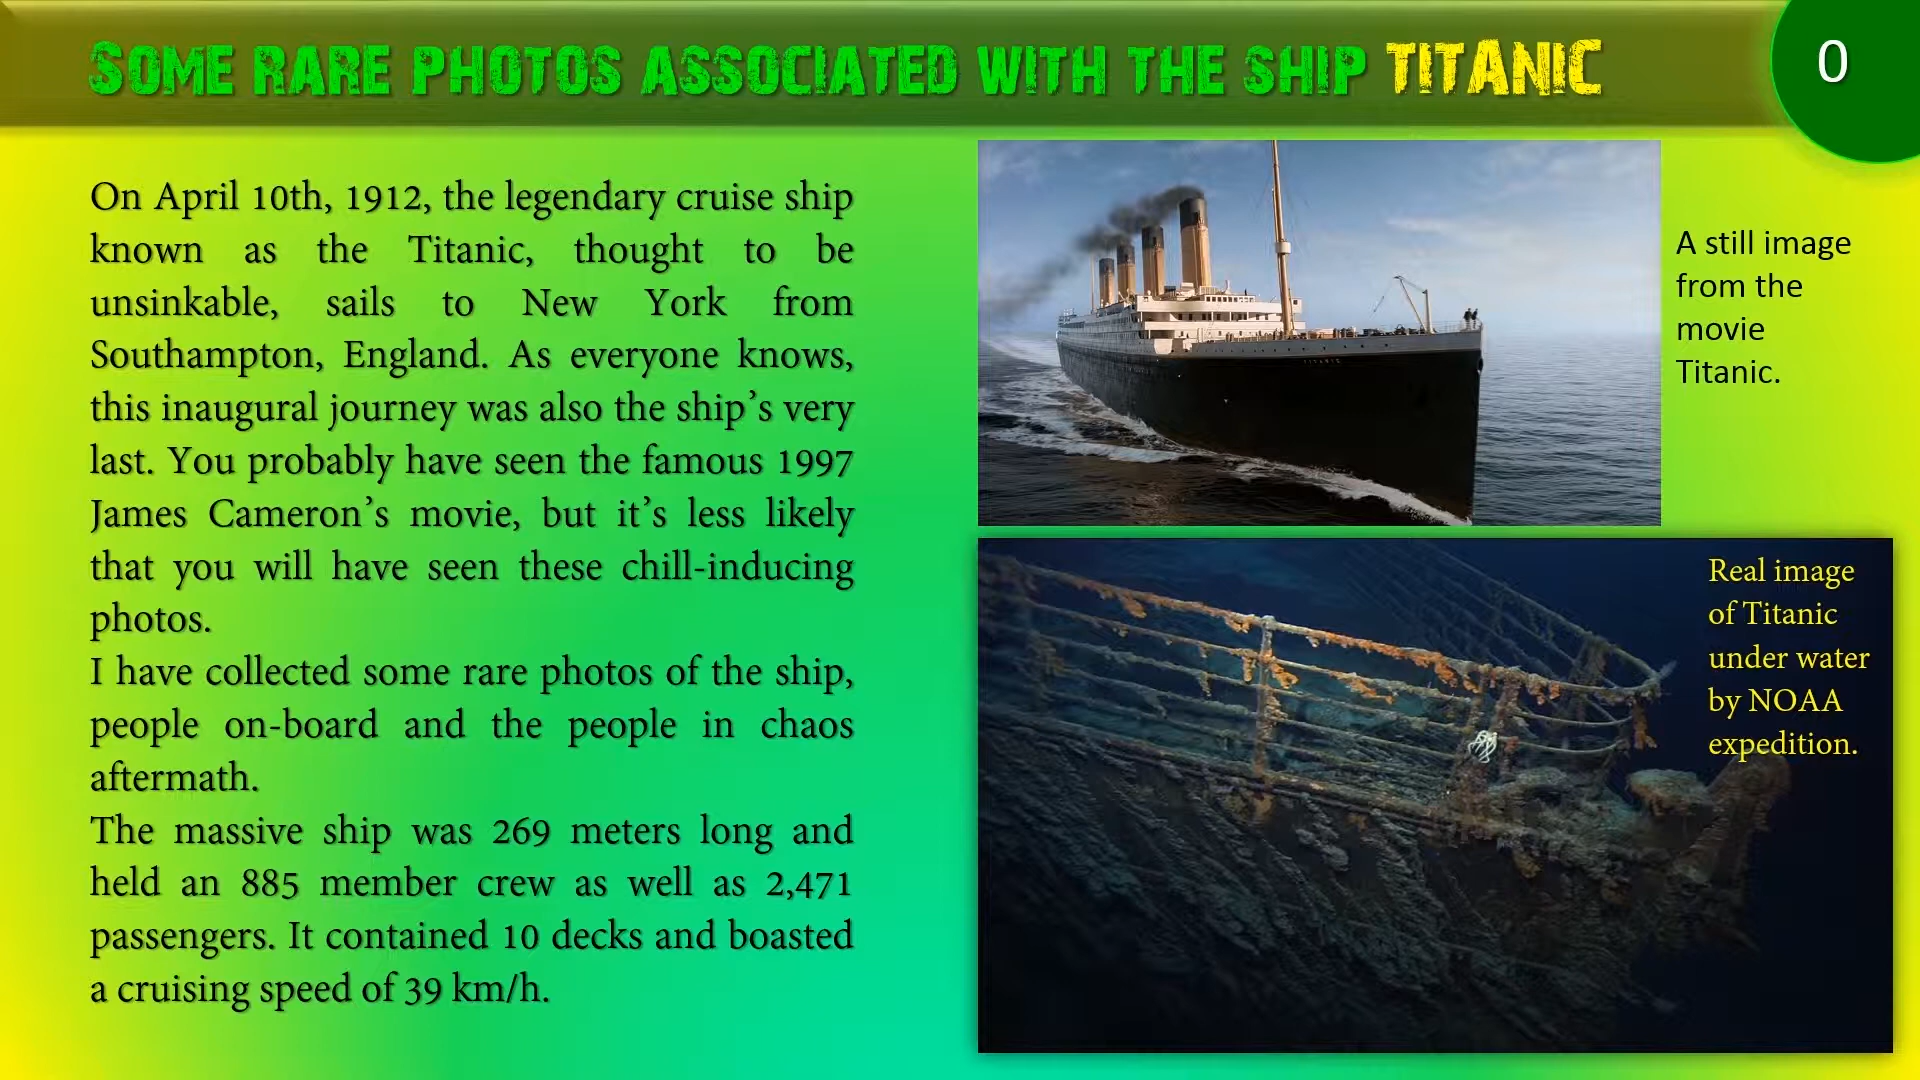 SOME RARE PHOTOS ASSOCIATED WITH THE SHIP TITANIC
0
On April 10th, 1912, the legendary cruise ship
known as the Titanic, thought to be
unsinkable, sails to New York from
Southampton, England. As everyone knows,
this inaugural journey was also the ship’s very
last. You probably have seen the famous 1997
James Cameron’s movie, but it’s less likely
that you will have seen these chill-inducing
photos.
I have collected some rare photos of the ship,
people on-board and the people in chaos
aftermath.
The massive ship was 269 meters long and
held an 885 member crew as well as 2,471
passengers. It contained 10 decks and boasted
a cruising speed of 39 km/h.
TITANIC
A still image
from the
movie
Titanic.
Real image
of Titanic
under water
by NOAA
expedition.